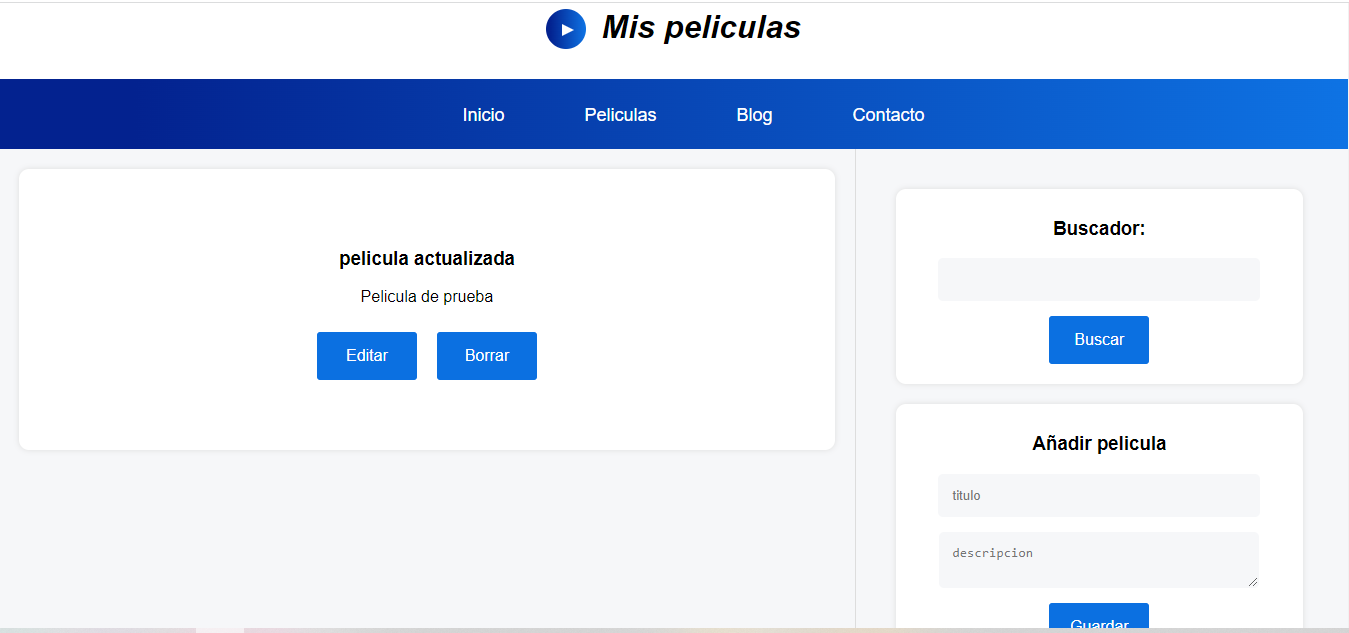 Mis peliculas
Inicio Peliculas Blog Contacto
pelicula actualizada
Pelicula de prueba
Editar Borrar
Buscador:
Buscar
Añadir pelicula
titulo
descripcion
Guardar